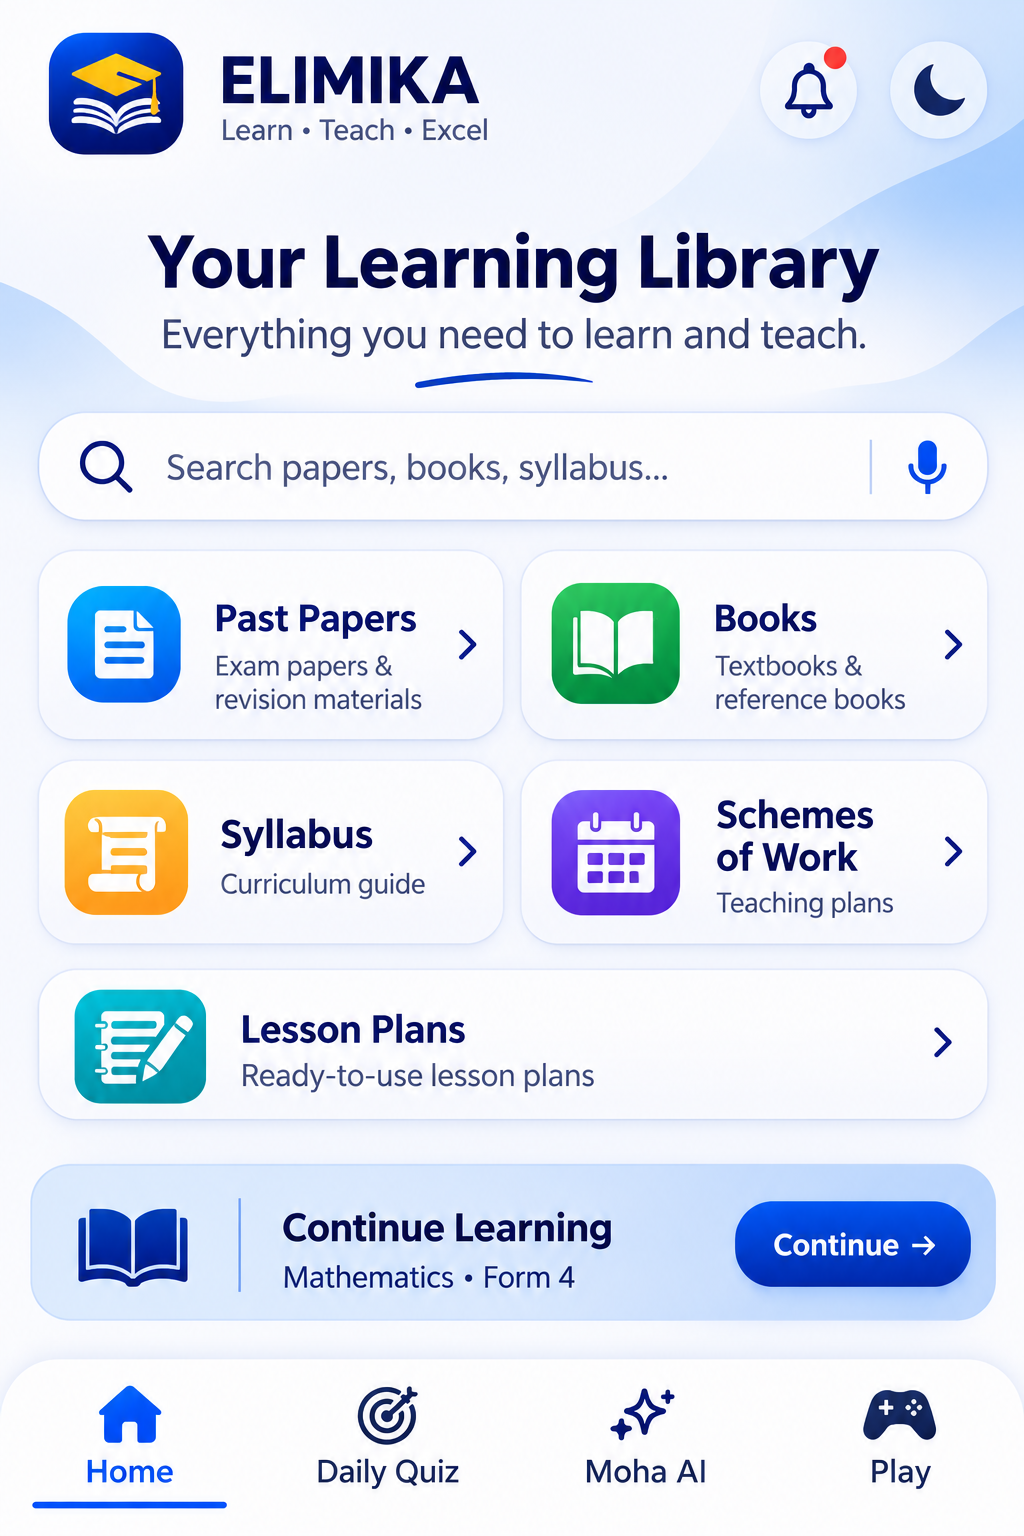 ELIMIKA
Learn • Teach • Excel
Your Learning Library
Everything you need to learn and teach.
Search papers, books, syllabus...
Past Papers
Exam papers &
revision materials
Books
Textbooks &
reference books
Syllabus
Curriculum guide
Schemes
of Work
Teaching plans
Lesson Plans
Ready-to-use lesson plans
Continue Learning
Mathematics • Form 4
Continue →
Home
Daily Quiz
Moha AI
Play